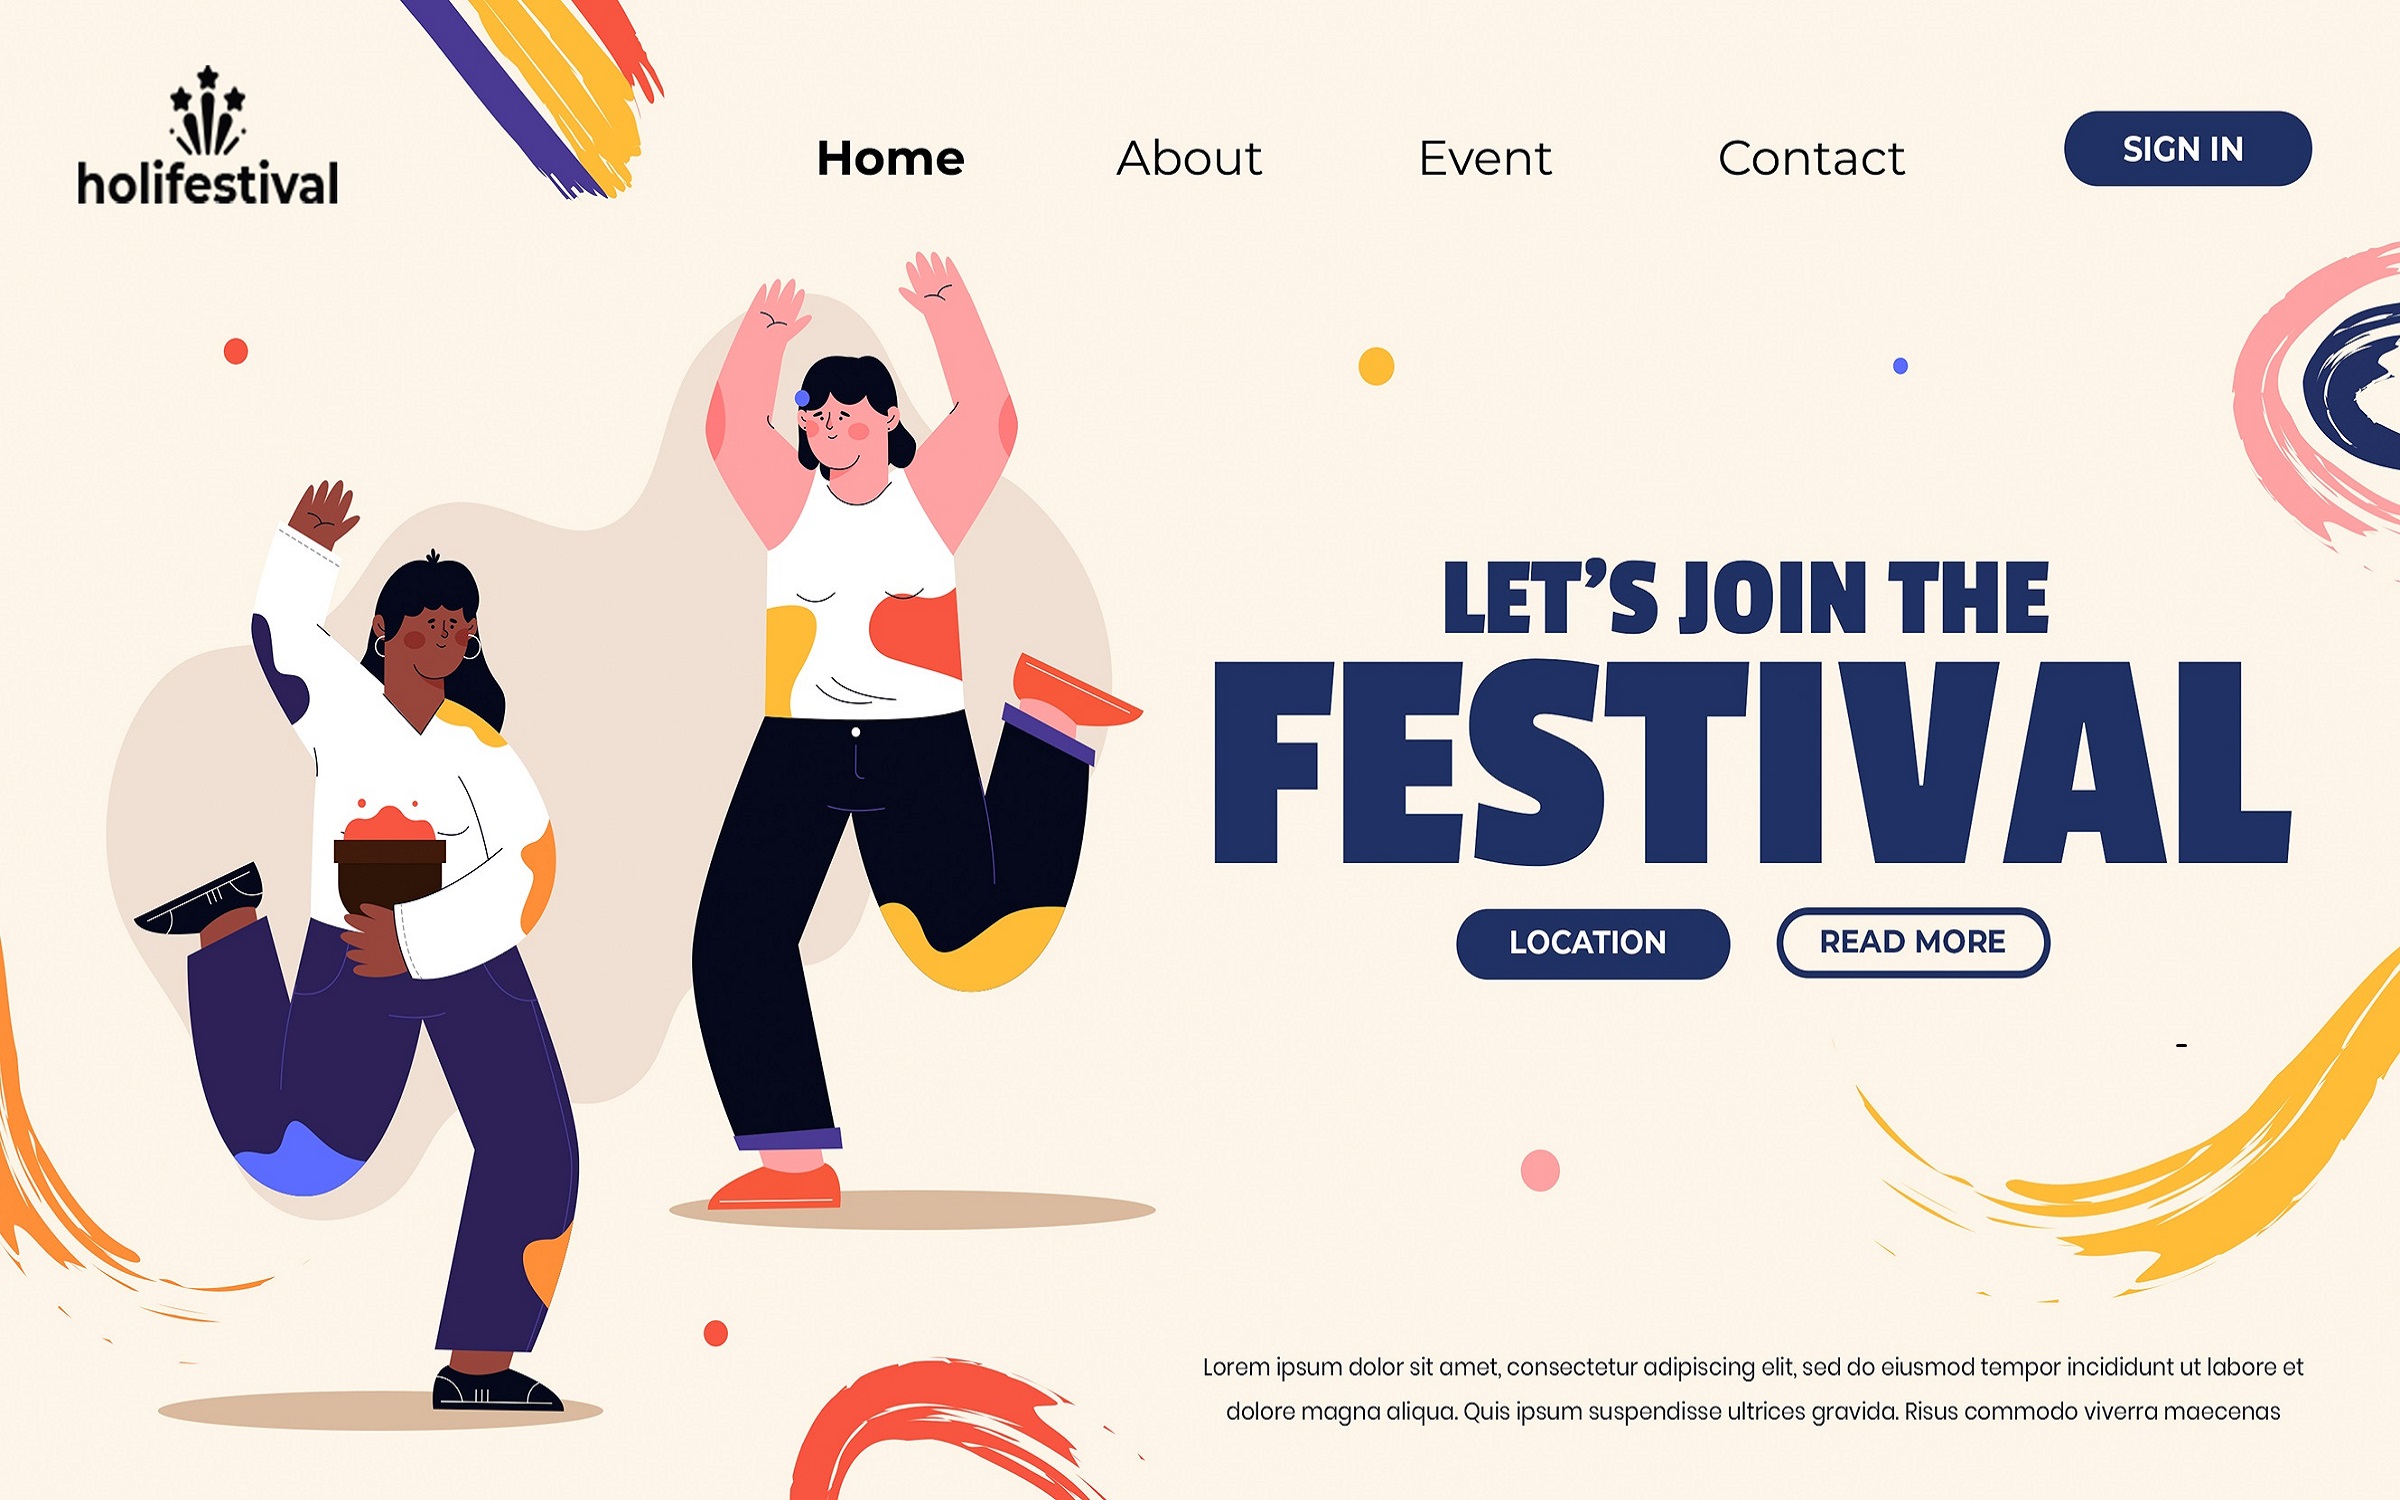 holifestival
Home About Event Contact SIGN IN
LET’S JOIN THE
FESTIVAL
LOCATION READ MORE
-
Lorem ipsum dolor sit amet, consectetur adipiscing elit, sed do eiusmod tempor incididunt ut labore et
dolore magna aliqua. Quis ipsum suspendisse ultrices gravida. Risus commodo viverra maecenas